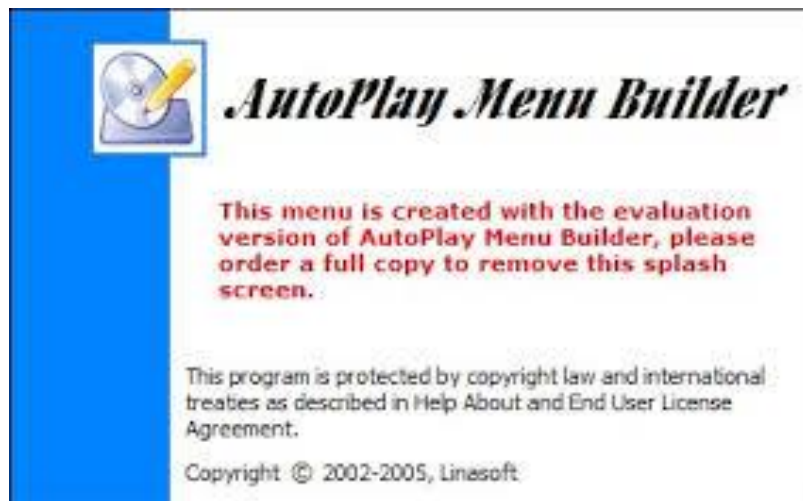 AutoPlay Menu Builder
This menu is created with the evaluation
version of AutoPlay Menu Builder, please
order a full copy to remove this splash
screen.
This program is protected by copyright law and international
treaties as described in Help About and End User License
Agreement.
Copyright © 2002-2005, Linasoft